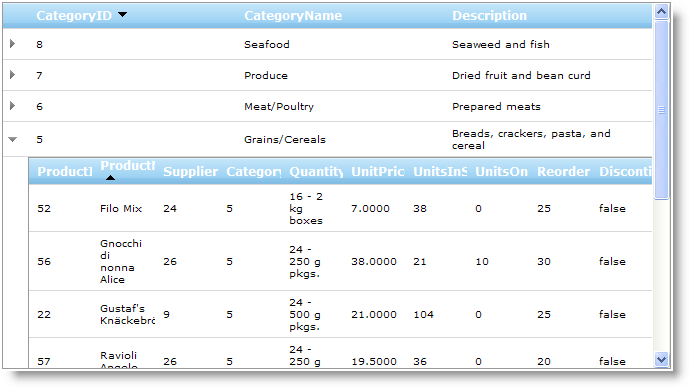 CategoryID CategoryName Description
8 Seafood Seaweed and fish
7 Produce Dried fruit and bean curd
6 Meat/Poultry Prepared meats
5 Grains/Cereals Breads, crackers, pasta, and
cereal
Supplier Category Quantity UnitPric UnitsInS UnitsOn Reorder Disconti
52 Filo Mix 24 5 16 - 2
kg
boxes 7.0000 38 0 25 false
56 Gnocchi
di
nonna
Alice 26 5 24 -
250 g
pkgs. 38.0000 21 10 30 false
22 Gustaf's
Knäckebrö 9 5 24 -
500 g
pkgs. 21.0000 104 0 25 false
57 Ravioli
Angelo 26 5 24 -
250 g 19.5000 36 0 20 false